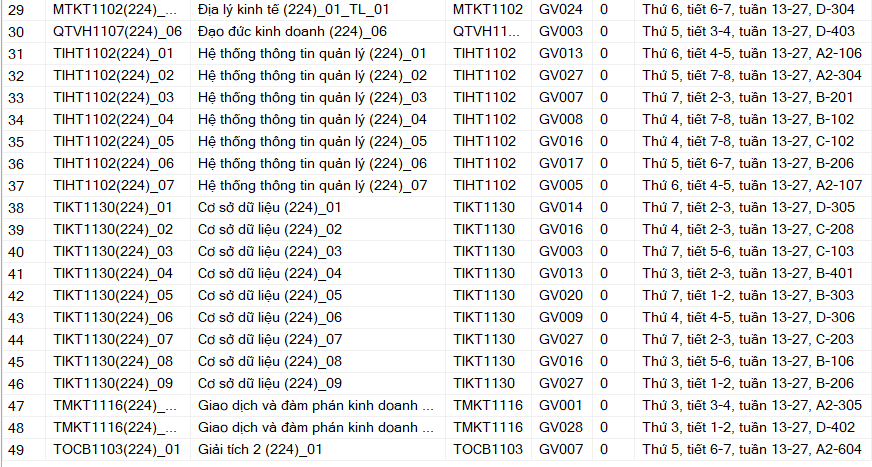 29 MTKT1102(224)_... Địa lý kinh tế (224)_01_TL_01 MTKT1102 GV024 0 Thứ 6, tiết 6-7, tuần 13-27, D-304
30 QTVH1107(224)_06 Đạo đức kinh doanh (224)_06 QTVH11... GV003 0 Thứ 5, tiết 3-4, tuần 13-27, D-403
31 TIHT1102(224)_01 Hệ thống thông tin quản lý (224)_01 TIHT1102 GV013 0 Thứ 6, tiết 4-5, tuần 13-27, A2-106
32 TIHT1102(224)_02 Hệ thống thông tin quản lý (224)_02 TIHT1102 GV027 0 Thứ 5, tiết 7-8, tuần 13-27, A2-304
33 TIHT1102(224)_03 Hệ thống thông tin quản lý (224)_03 TIHT1102 GV007 0 Thứ 7, tiết 2-3, tuần 13-27, B-201
34 TIHT1102(224)_04 Hệ thống thông tin quản lý (224)_04 TIHT1102 GV008 0 Thứ 4, tiết 7-8, tuần 13-27, B-102
35 TIHT1102(224)_05 Hệ thống thông tin quản lý (224)_05 TIHT1102 GV016 0 Thứ 4, tiết 7-8, tuần 13-27, C-102
36 TIHT1102(224)_06 Hệ thống thông tin quản lý (224)_06 TIHT1102 GV017 0 Thứ 5, tiết 6-7, tuần 13-27, B-206
37 TIHT1102(224)_07 Hệ thống thông tin quản lý (224)_07 TIHT1102 GV005 0 Thứ 6, tiết 4-5, tuần 13-27, A2-107
38 TIKT1130(224)_01 Cơ sở dữ liệu (224)_01 TIKT1130 GV014 0 Thứ 7, tiết 2-3, tuần 13-27, D-305
39 TIKT1130(224)_02 Cơ sở dữ liệu (224)_02 TIKT1130 GV016 0 Thứ 4, tiết 2-3, tuần 13-27, C-208
40 TIKT1130(224)_03 Cơ sở dữ liệu (224)_03 TIKT1130 GV003 0 Thứ 7, tiết 5-6, tuần 13-27, C-103
41 TIKT1130(224)_04 Cơ sở dữ liệu (224)_04 TIKT1130 GV013 0 Thứ 3, tiết 2-3, tuần 13-27, B-401
42 TIKT1130(224)_05 Cơ sở dữ liệu (224)_05 TIKT1130 GV020 0 Thứ 7, tiết 1-2, tuần 13-27, B-303
43 TIKT1130(224)_06 Cơ sở dữ liệu (224)_06 TIKT1130 GV009 0 Thứ 4, tiết 4-5, tuần 13-27, D-306
44 TIKT1130(224)_07 Cơ sở dữ liệu (224)_07 TIKT1130 GV027 0 Thứ 7, tiết 2-3, tuần 13-27, C-203
45 TIKT1130(224)_08 Cơ sở dữ liệu (224)_08 TIKT1130 GV016 0 Thứ 3, tiết 5-6, tuần 13-27, B-106
46 TIKT1130(224)_09 Cơ sở dữ liệu (224)_09 TIKT1130 GV027 0 Thứ 3, tiết 1-2, tuần 13-27, B-206
47 TMKT1116(224)_... Giao dịch và đàm phán kinh doanh ... TMKT1116 GV001 0 Thứ 3, tiết 3-4, tuần 13-27, A2-305
48 TMKT1116(224)_... Giao dịch và đàm phán kinh doanh ... TMKT1116 GV028 0 Thứ 3, tiết 1-2, tuần 13-27, D-402
49 TOCB1103(224)_01 Giải tích 2 (224)_01 TOCB1103 GV007 0 Thứ 5, tiết 6-7, tuần 13-27, A2-604